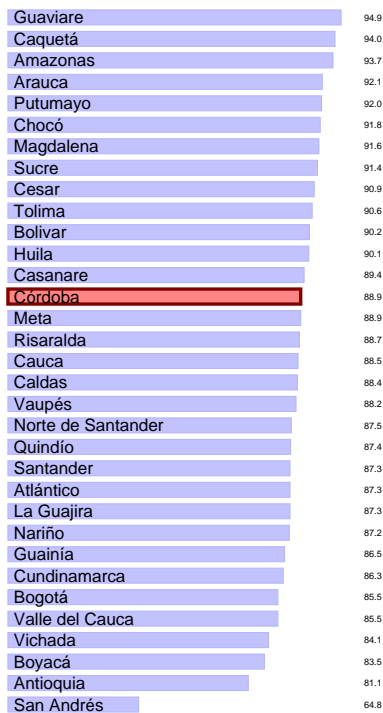 Guaviare 94.9
Caquetá 94.0
Amazonas 93.7
Arauca 92.1
Putumayo 92.0
Chocó 91.8
Magdalena 91.6
Sucre 91.4
Cesar 90.9
Tolima 90.6
Bolivar 90.2
Huila 90.1
Casanare 89.4
Córdoba 88.9
Meta 88.9
Risaralda 88.7
Cauca 88.5
Caldas 88.4
Vaupés 88.2
Norte de Santander 87.5
Quindío 87.4
Santander 87.3
Atlántico 87.3
La Guajira 87.3
Nariño 87.2
Guainía 86.5
Cundinamarca 86.3
Bogotá 85.5
Valle del Cauca 85.5
Vichada 84.1
Boyacá 83.5
Antioquia 81.1
San Andrés 64.8